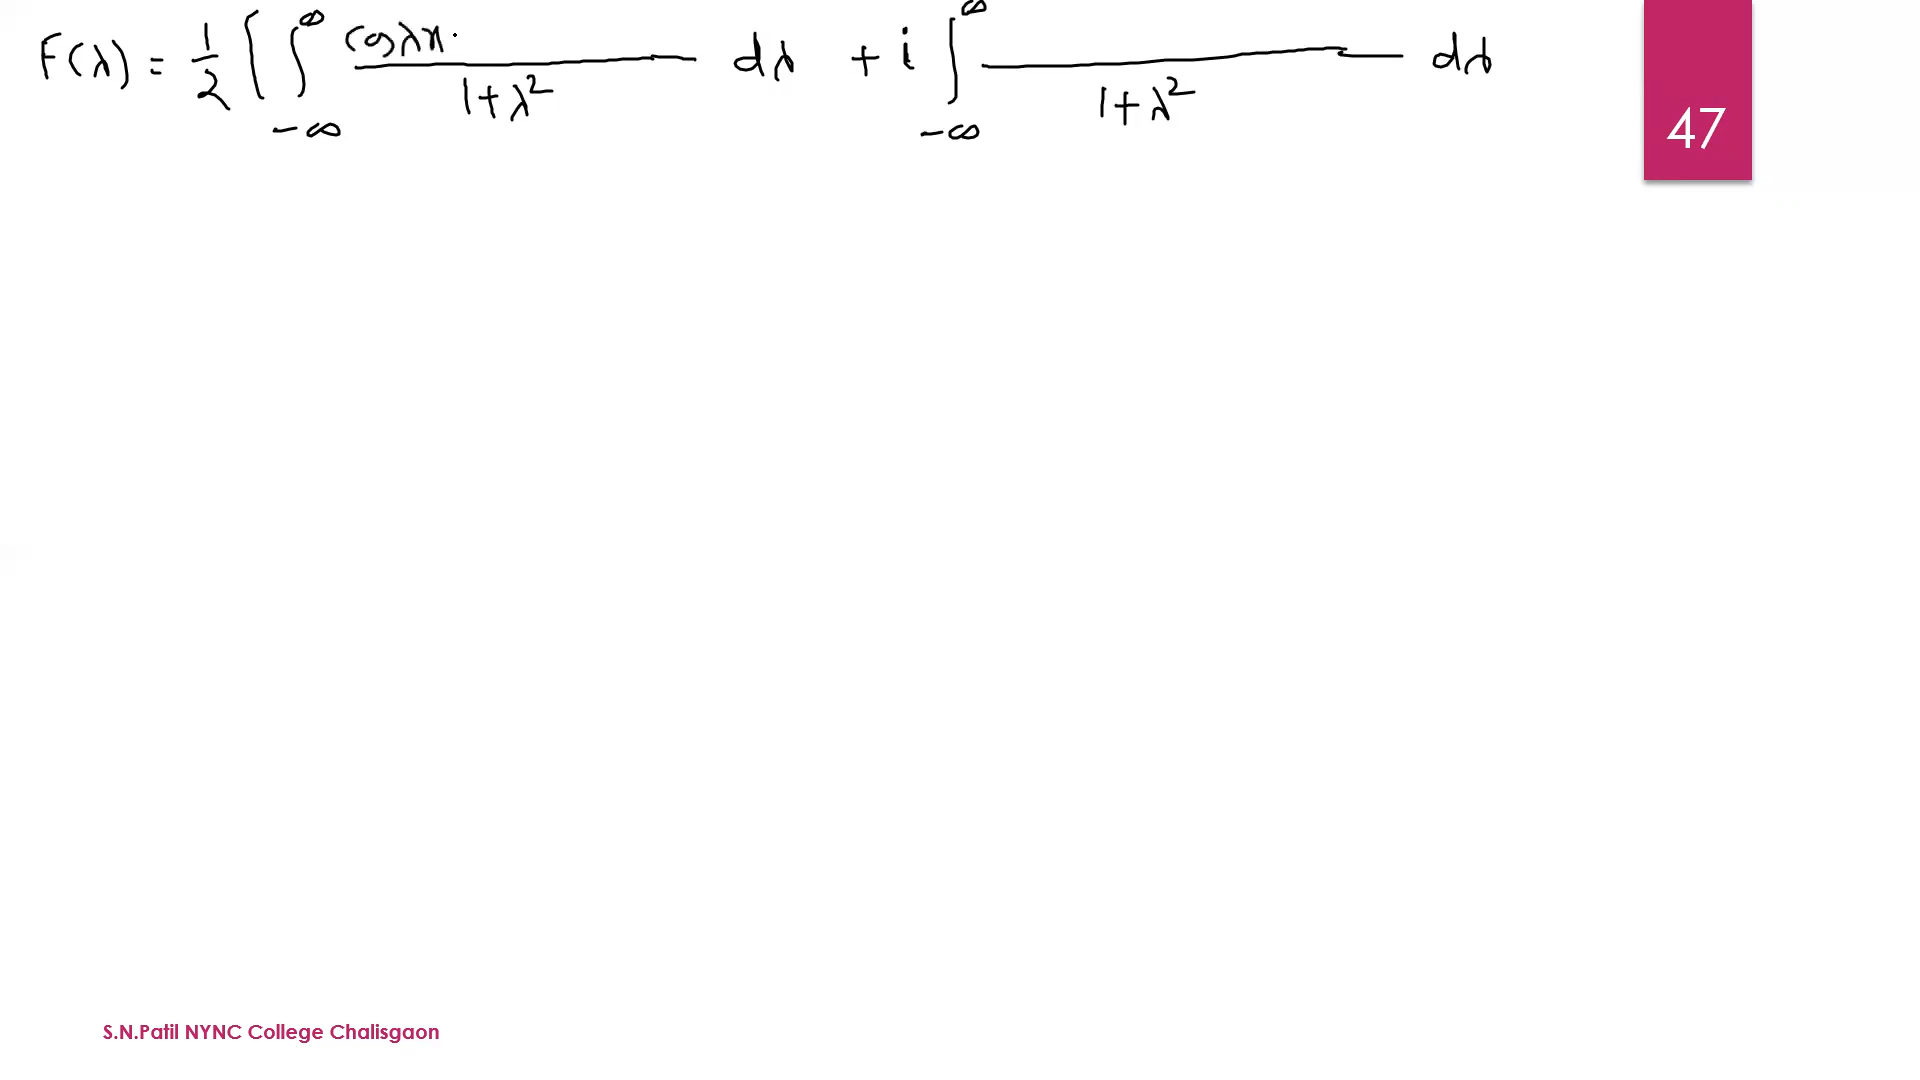 F(λ) = 1/2 [ ∫_{-∞}^{∞} cosλx· / 1+λ² dλ + i ∫_{-∞}^{∞} / 1+λ² dλ
47
S.N.Patil NYNC College Chalisgaon